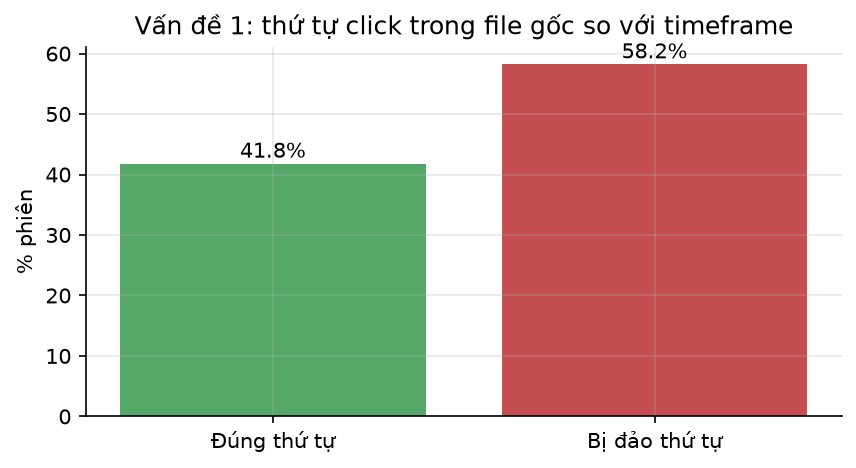 Vấn đề 1: thứ tự click trong file gốc so với timeframe
60
50
40
30
20
10
0
% phiên
41.8%
58.2%
Đúng thứ tự
Bị đảo thứ tự